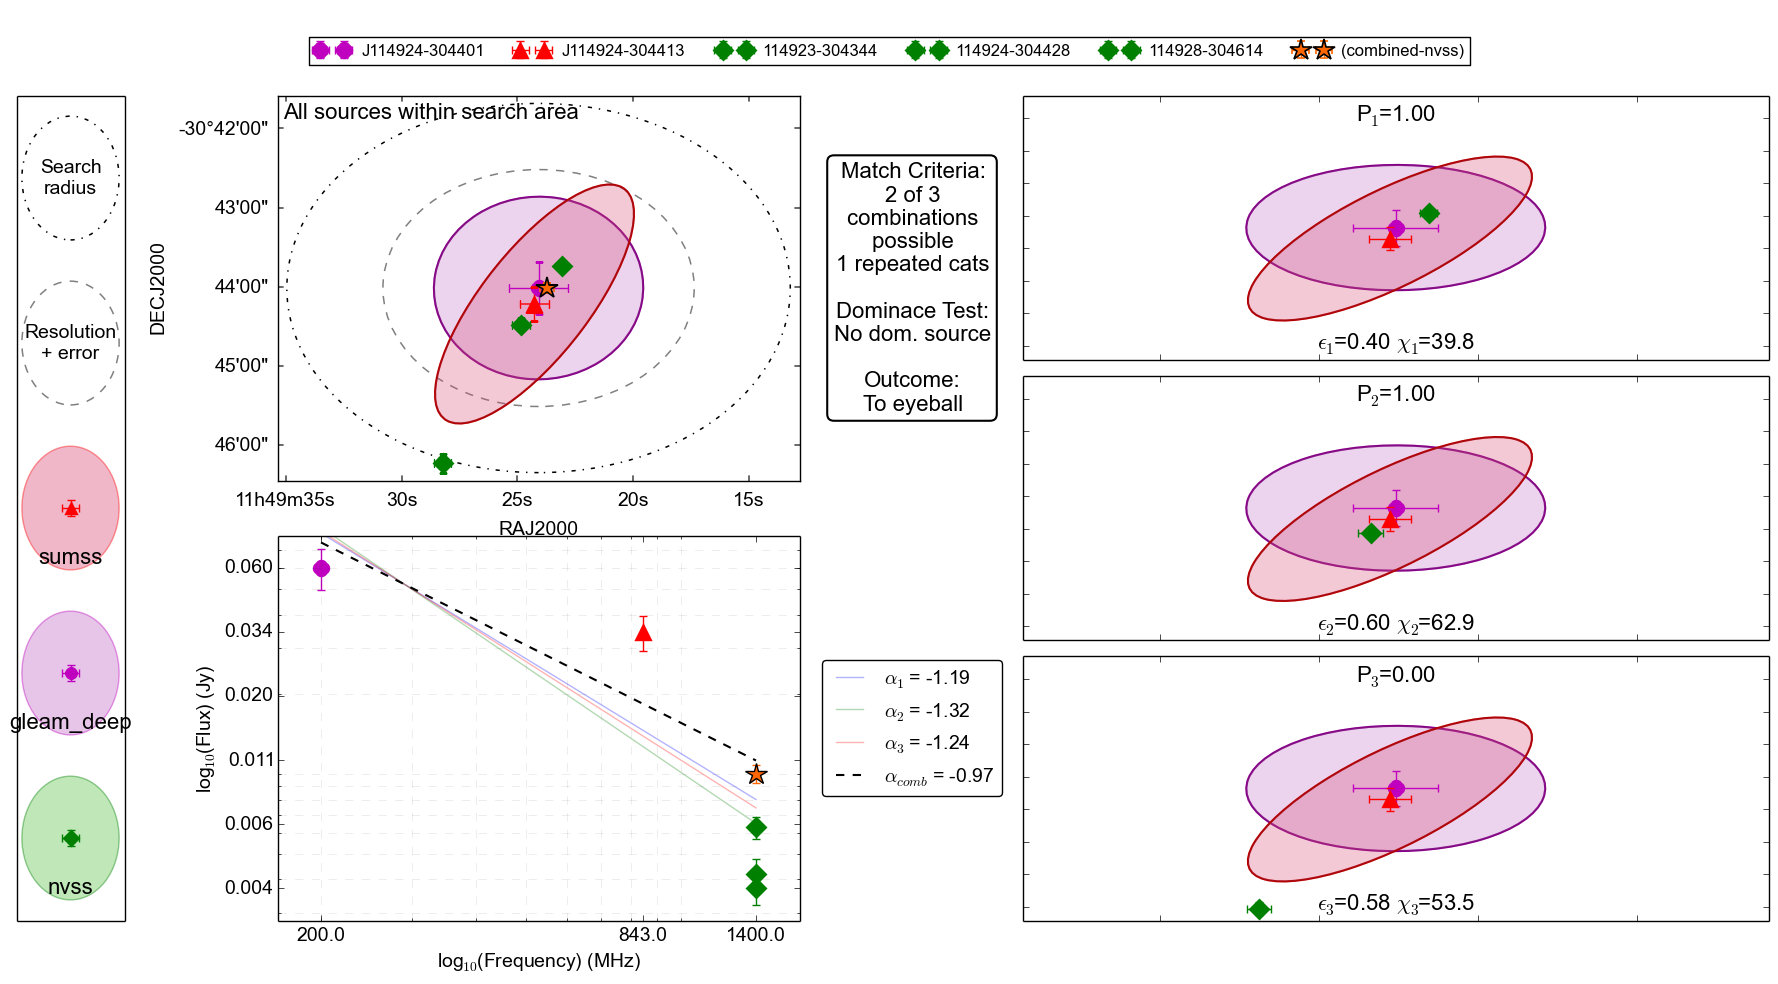 J114924-304401 J114924-304413 114923-304344 114924-304428 114928-304614 (combined-nvss)
Search
radius
Resolution
+ error
sumss
gleam_deep
nvss
All sources within search area
-30°42'00"
43'00"
44'00"
45'00"
46'00"
DECJ2000
11h49m35s 30s 25s 20s 15s
RAJ2000
0.060
0.034
0.020
0.011
0.006
0.004
log10(Flux) (Jy)
200.0 843.0 1400.0
log10(Frequency) (MHz)
Match Criteria:
2 of 3
combinations
possible
1 repeated cats
Dominace Test:
No dom. source
Outcome:
To eyeball
α1 = -1.19
α2 = -1.32
α3 = -1.24
αcomb = -0.97
P1=1.00
ϵ1=0.40 χ1=39.8
P2=1.00
ϵ2=0.60 χ2=62.9
P3=0.00
ϵ3=0.58 χ3=53.5